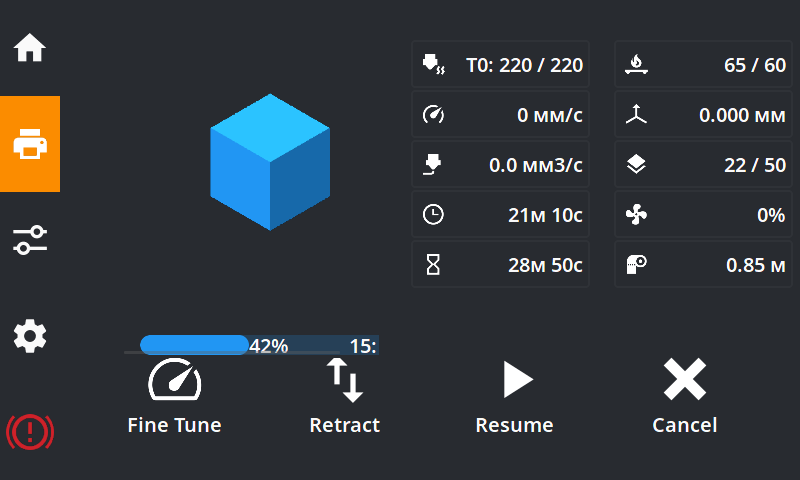 T0: 220 / 220
65 / 60
0 мм/с
0.000 мм
0.0 мм3/с
22 / 50
21м 10с
0%
28м 50с
0.85 м
42%
15:
Fine Tune
Retract
Resume
Cancel